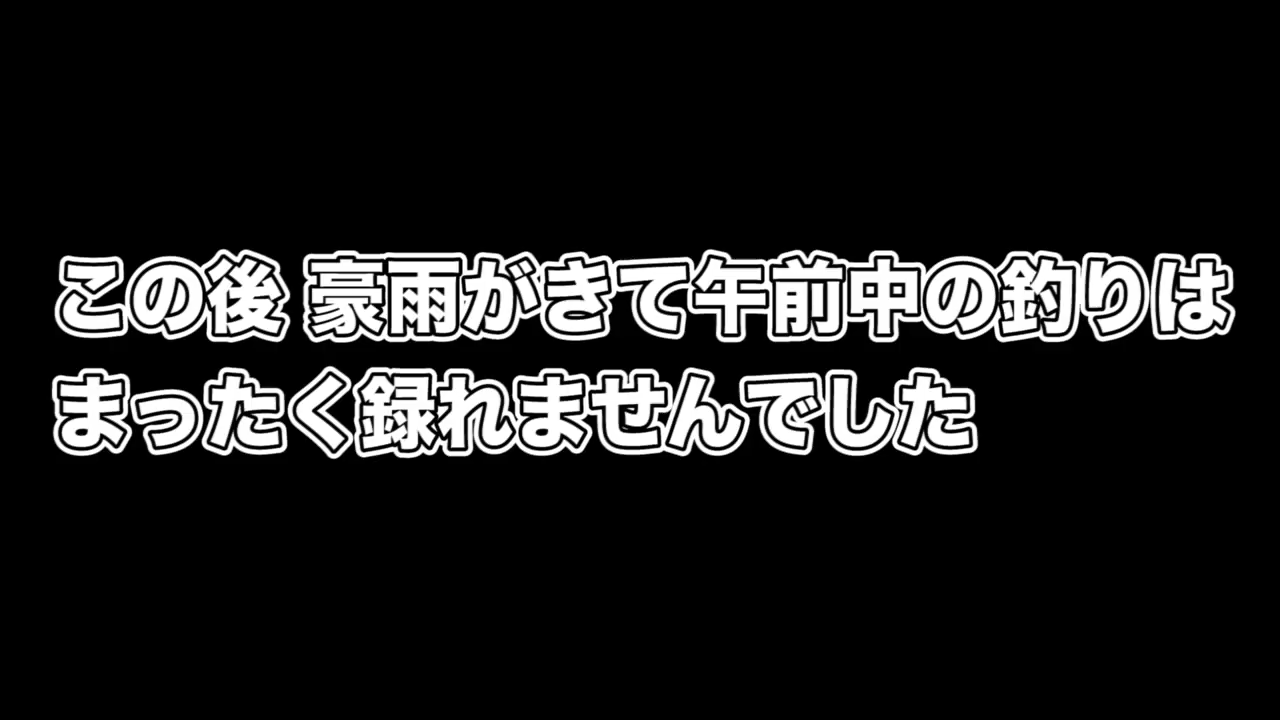 この後 豪雨がきて午前中の釣りは
まったく録れませんでした